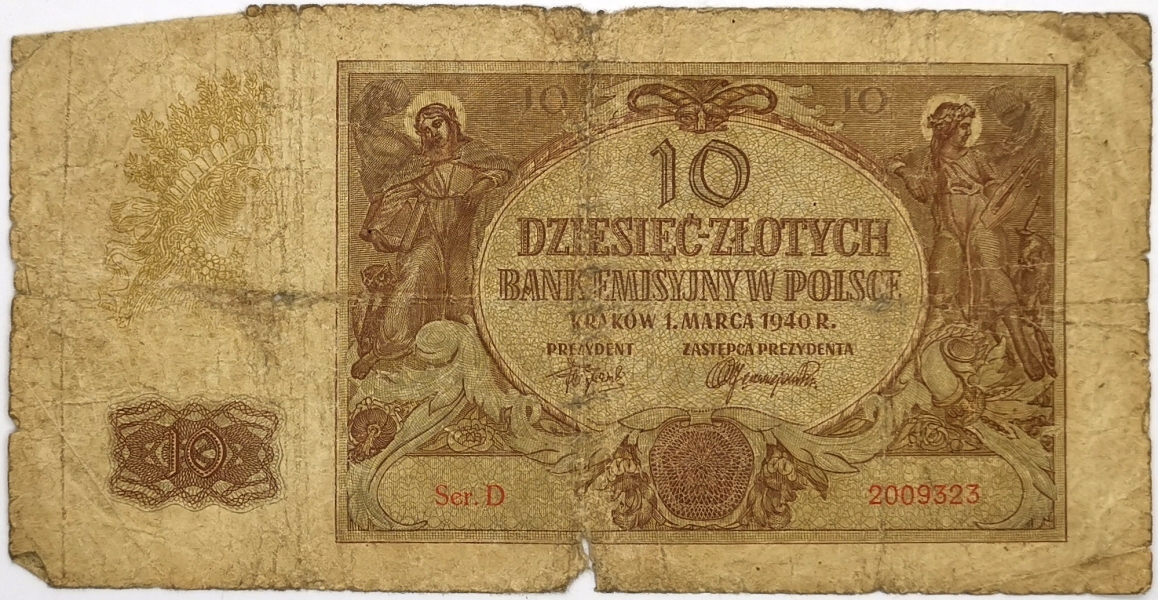 10 10
10
DZIESIĘĆ-ZŁOTYCH
BANK EMISYJNY W POLSCE
KRAKÓW 1. MARCA 1940 R.
PREZYDENT ZASTĘPCA PREZYDENTA
10
Ser. D 2009323